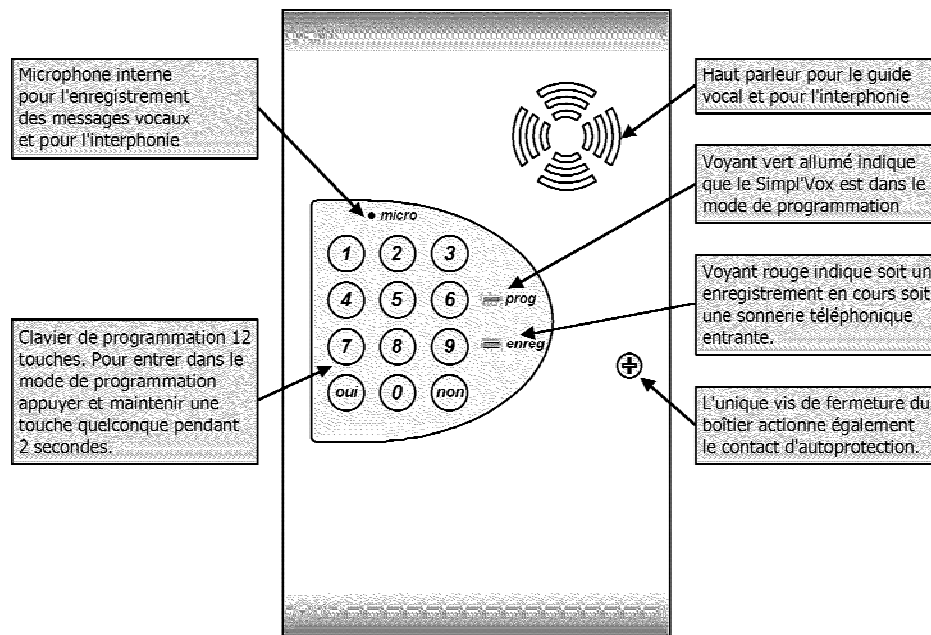 Microphone interne
pour l'enregistrement
des messages vocaux
et pour l'interphonie
Haut parleur pour le guide
vocal et pour l'interphonie
Voyant vert allumé indique
que le Simpl'Vox est dans le
mode de programmation
micro
1 2 3
4 5 6 prog
7 8 9 enreg
oui 0 non
Voyant rouge indique soit un
enregistrement en cours soit
une sonnerie téléphonique
entrante.
Clavier de programmation 12
touches. Pour entrer dans le
mode de programmation
appuyer et maintenir une
touche quelconque pendant
2 secondes.
L'unique vis de fermeture du
boîtier actionne également
le contact d'autoprotection.